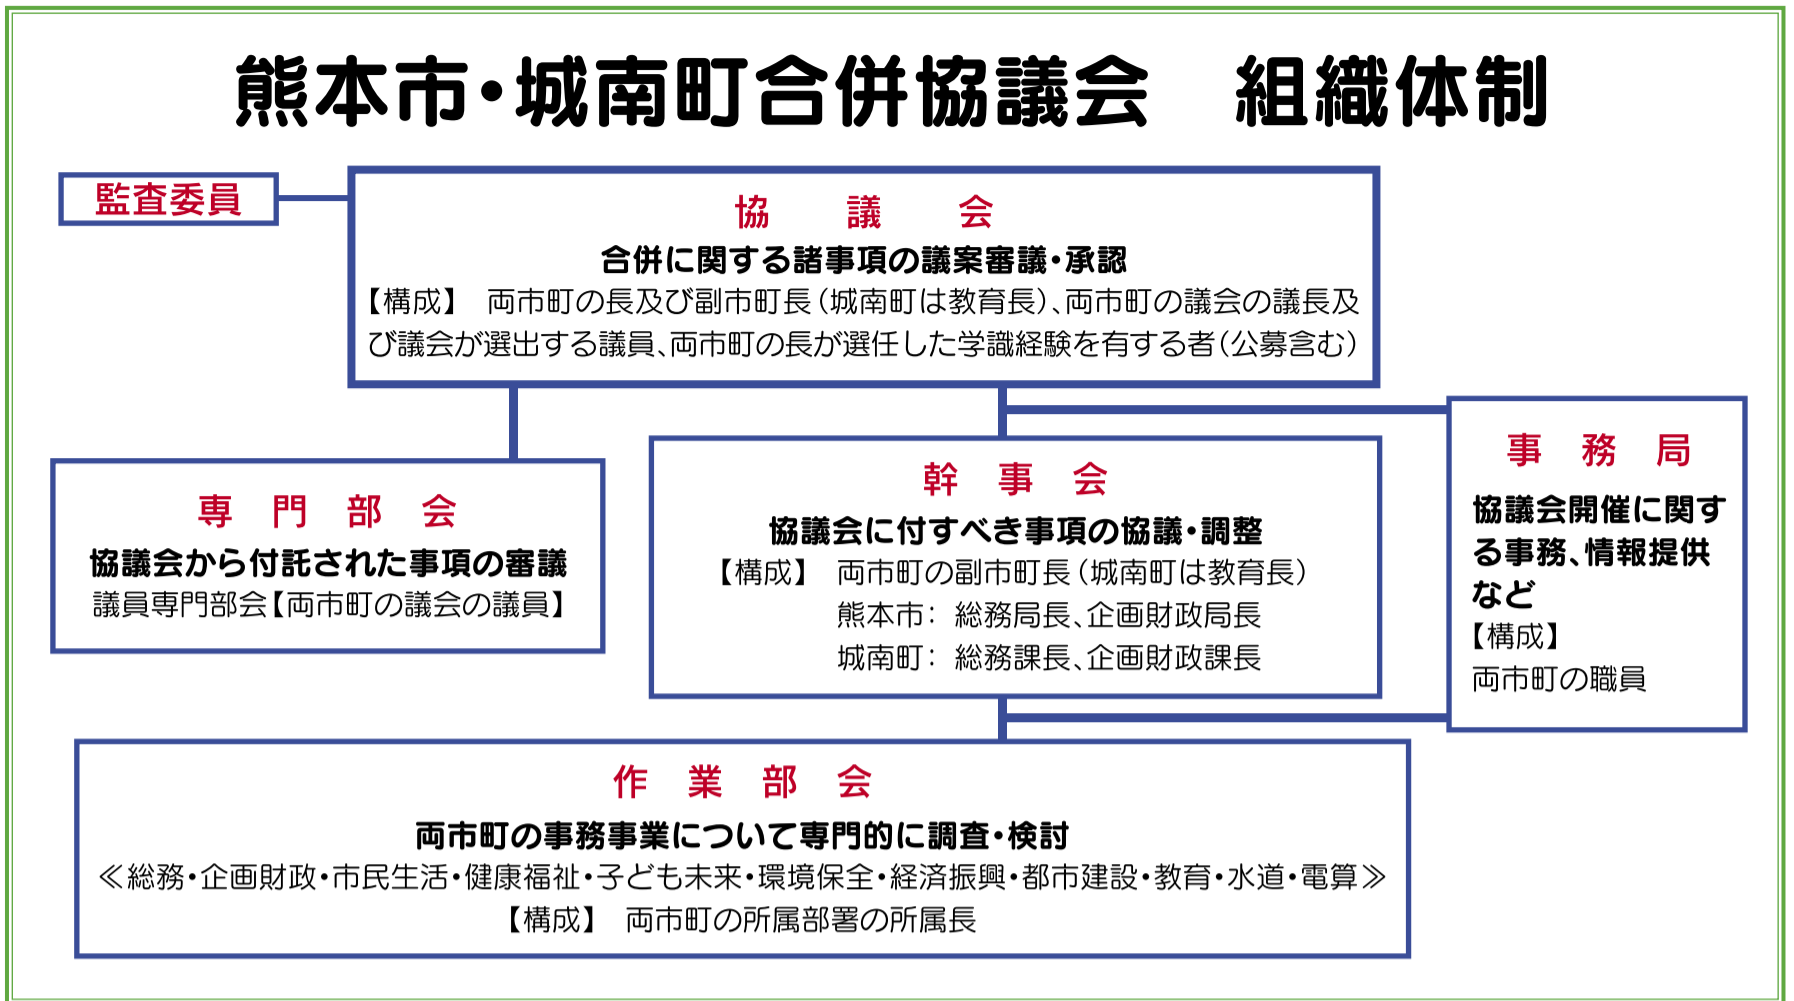 熊本市・城南町合併協議会　組織体制
監査委員
協　議　会
合併に関する諸事項の議案審議・承認
【構成】　両市町の長及び副市町長（城南町は教育長）、両市町の議会の議長及
び議会が選出する議員、両市町の長が選任した学識経験を有する者（公募含む）
専　門　部　会
協議会から付託された事項の審議
議員専門部会【両市町の議会の議員】
幹　事　会
協議会に付すべき事項の協議・調整
【構成】　両市町の副市町長（城南町は教育長）
熊本市：総務局長、企画財政局長
城南町：総務課長、企画財政課長
事　務　局
協議会開催に関す
る事務、情報提供
など
【構成】
両市町の職員
作　業　部　会
両市町の事務事業について専門的に調査・検討
≪総務・企画財政・市民生活・健康福祉・子ども未来・環境保全・経済振興・都市建設・教育・水道・電算≫
【構成】　両市町の所属部署の所属長